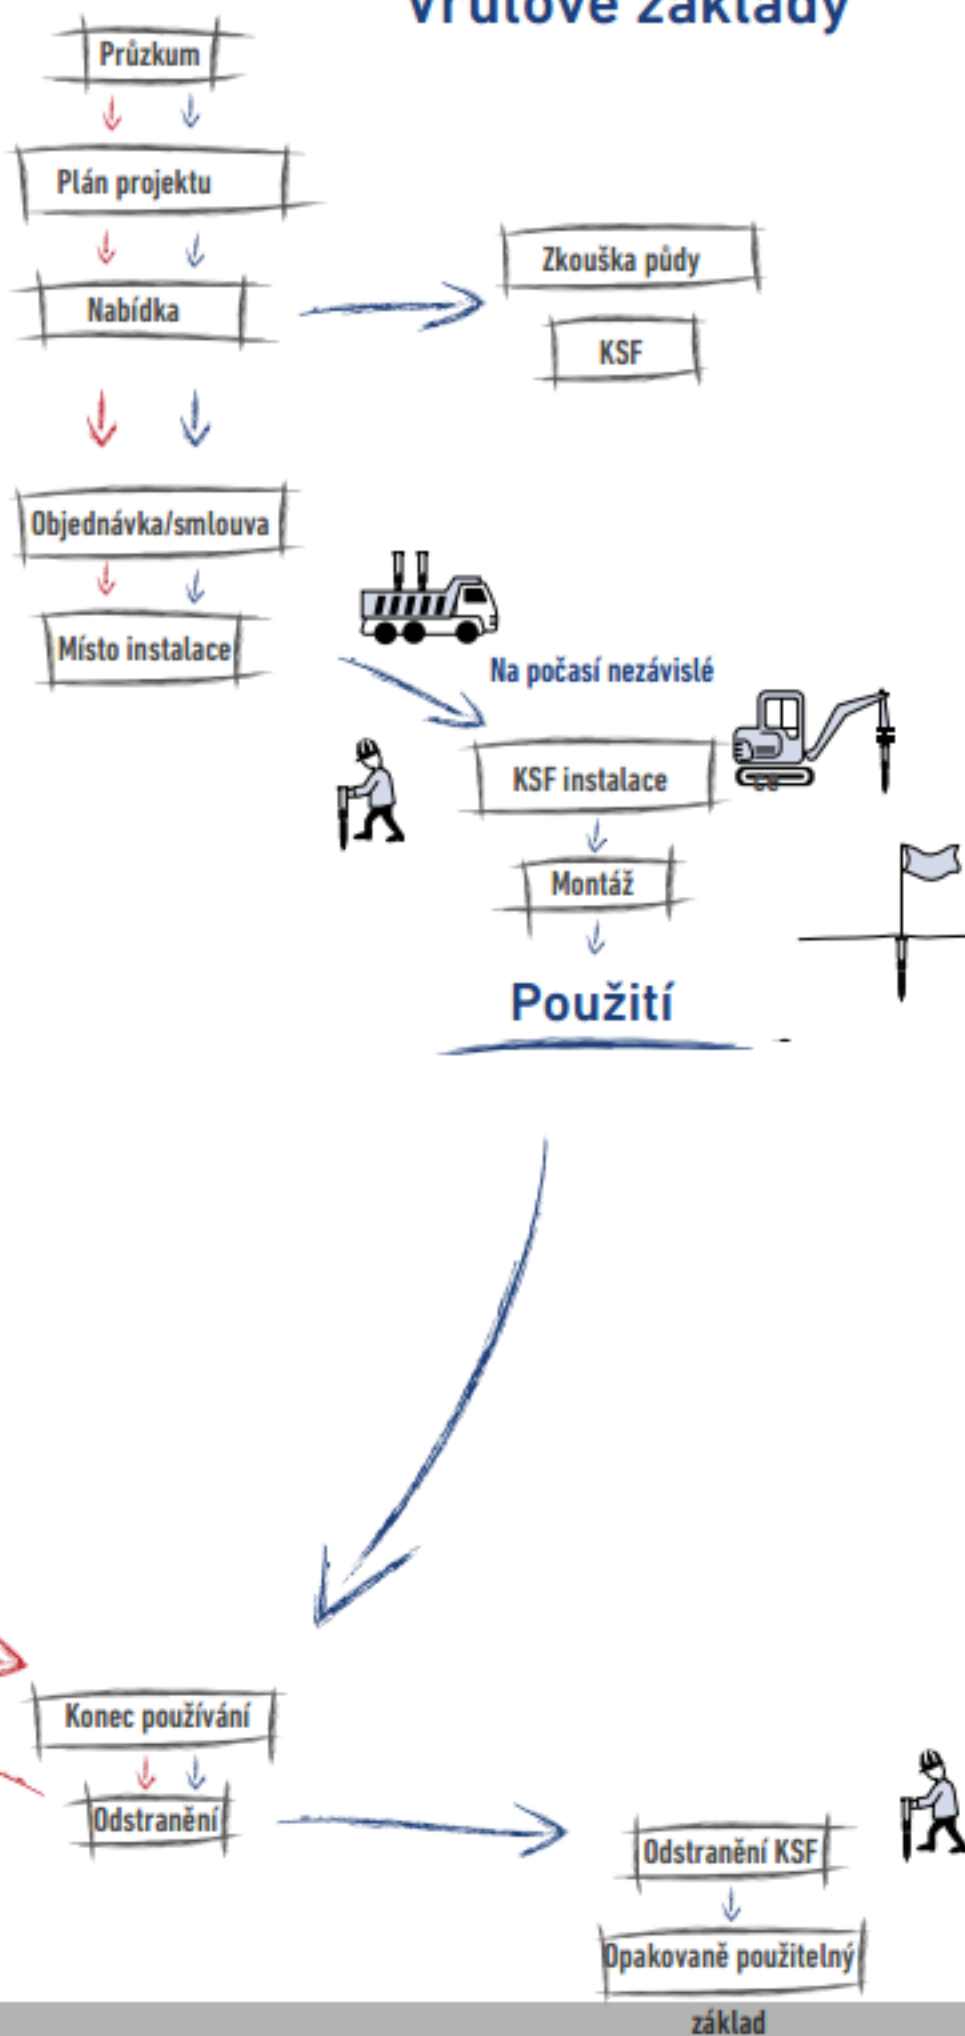 Vrutové základy
Průzkum
Plán projektu
Nabídka
Zkouška půdy
KSF
Objednávka/smlouva
Místo instalace
Na počasí nezávislé
KSF instalace
Montáž
Použití
Konec používání
Odstranění
Odstranění KSF
Opakovaně použitelný
základ